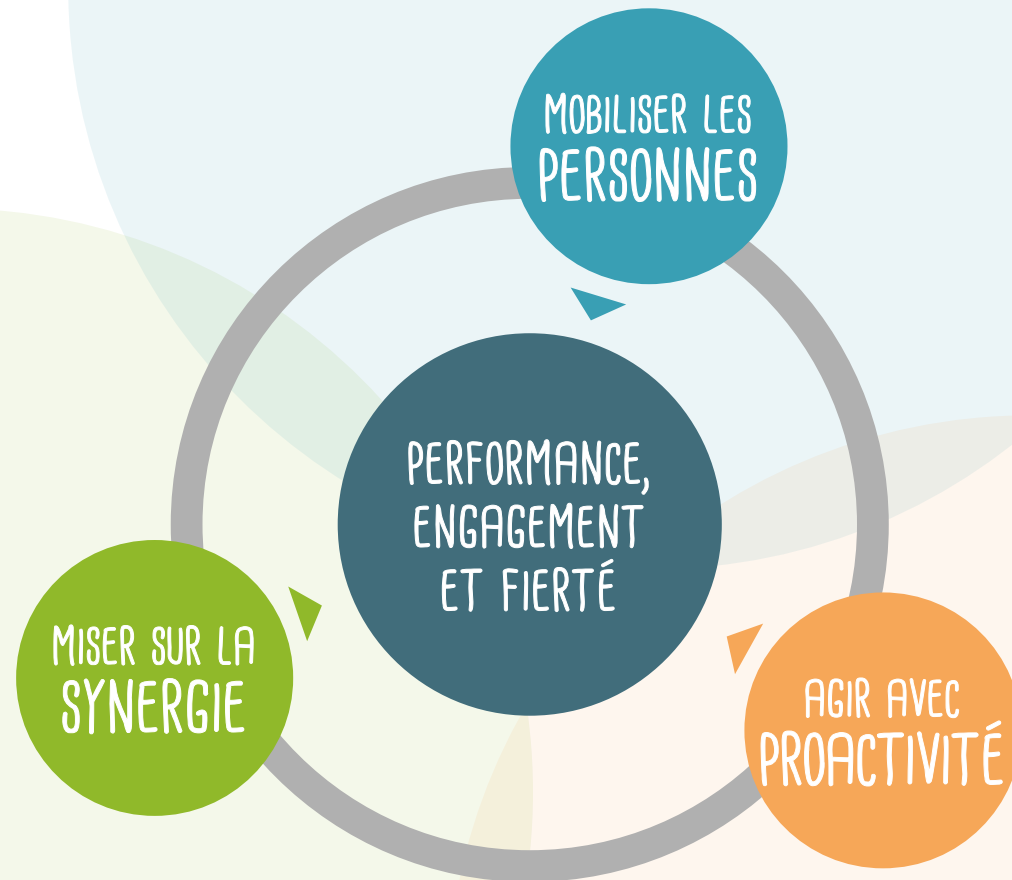 MOBILISER LES
PERSONNES
PERFORMANCE,
ENGAGEMENT
ET FIERTÉ
MISER SUR LA
SYNERGIE
AGIR AVEC
PROACTIVITÉ